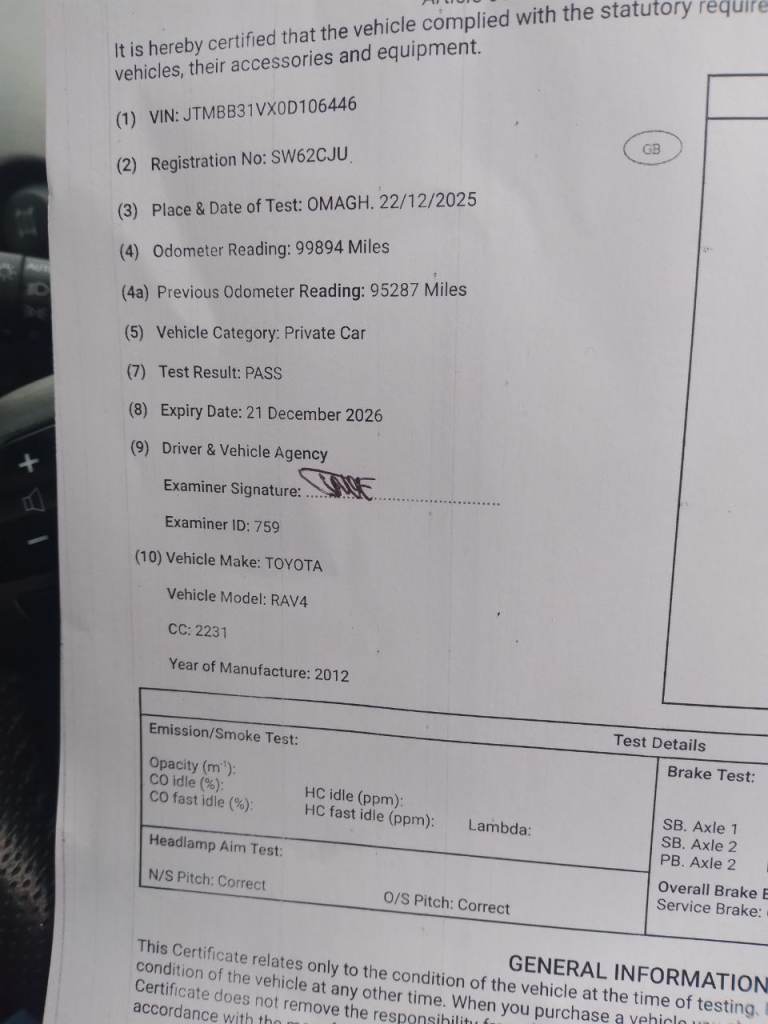 It is hereby certified that the vehicle complied with the statutory require
vehicles, their accessories and equipment.
(1) VIN: JTMBB31VX0D106446
GB
(2) Registration No: SW62CJU
(3) Place & Date of Test: OMAGH. 22/12/2025
(4) Odometer Reading: 99894 Miles
(4a) Previous Odometer Reading: 95287 Miles
(5) Vehicle Category: Private Car
(7) Test Result: PASS
(8) Expiry Date: 21 December 2026
(9) Driver & Vehicle Agency
Examiner Signature:
Examiner ID: 759
(10) Vehicle Make: TOYOTA
Vehicle Model: RAV4
CC: 2231
Year of Manufacture: 2012
Test Details
Emission/Smoke Test:
Opacity (m⁻¹):
CO idle (%): HC idle (ppm):
CO fast idle (%): HC fast idle (ppm): Lambda:
Headlamp Aim Test:
N/S Pitch: Correct O/S Pitch: Correct
Brake Test:
SB. Axle 1
SB. Axle 2
PB. Axle 2
Overall Brake E
Service Brake:
GENERAL INFORMATION
This Certificate relates only to the condition of the vehicle at the time of testing.
condition of the vehicle at any other time. When you purchase a vehicle
Certificate does not remove the responsibility
accordance with the